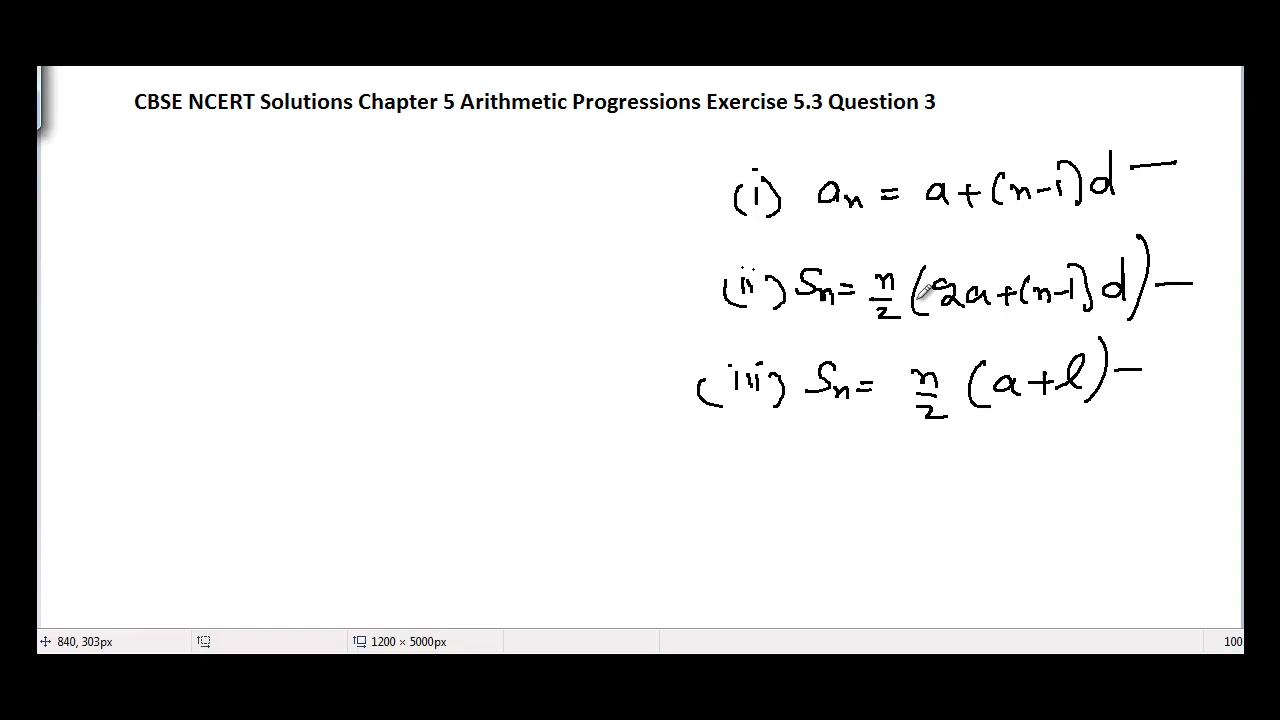 CBSE NCERT Solutions Chapter 5 Arithmetic Progressions Exercise 5.3 Question 3
(i) an = a+(n-1)d —
(ii) Sn = n/2 (2a+(n-1)d) —
(iii) Sn = n/2 (a+l) —
840, 303px
1200 × 5000px
100